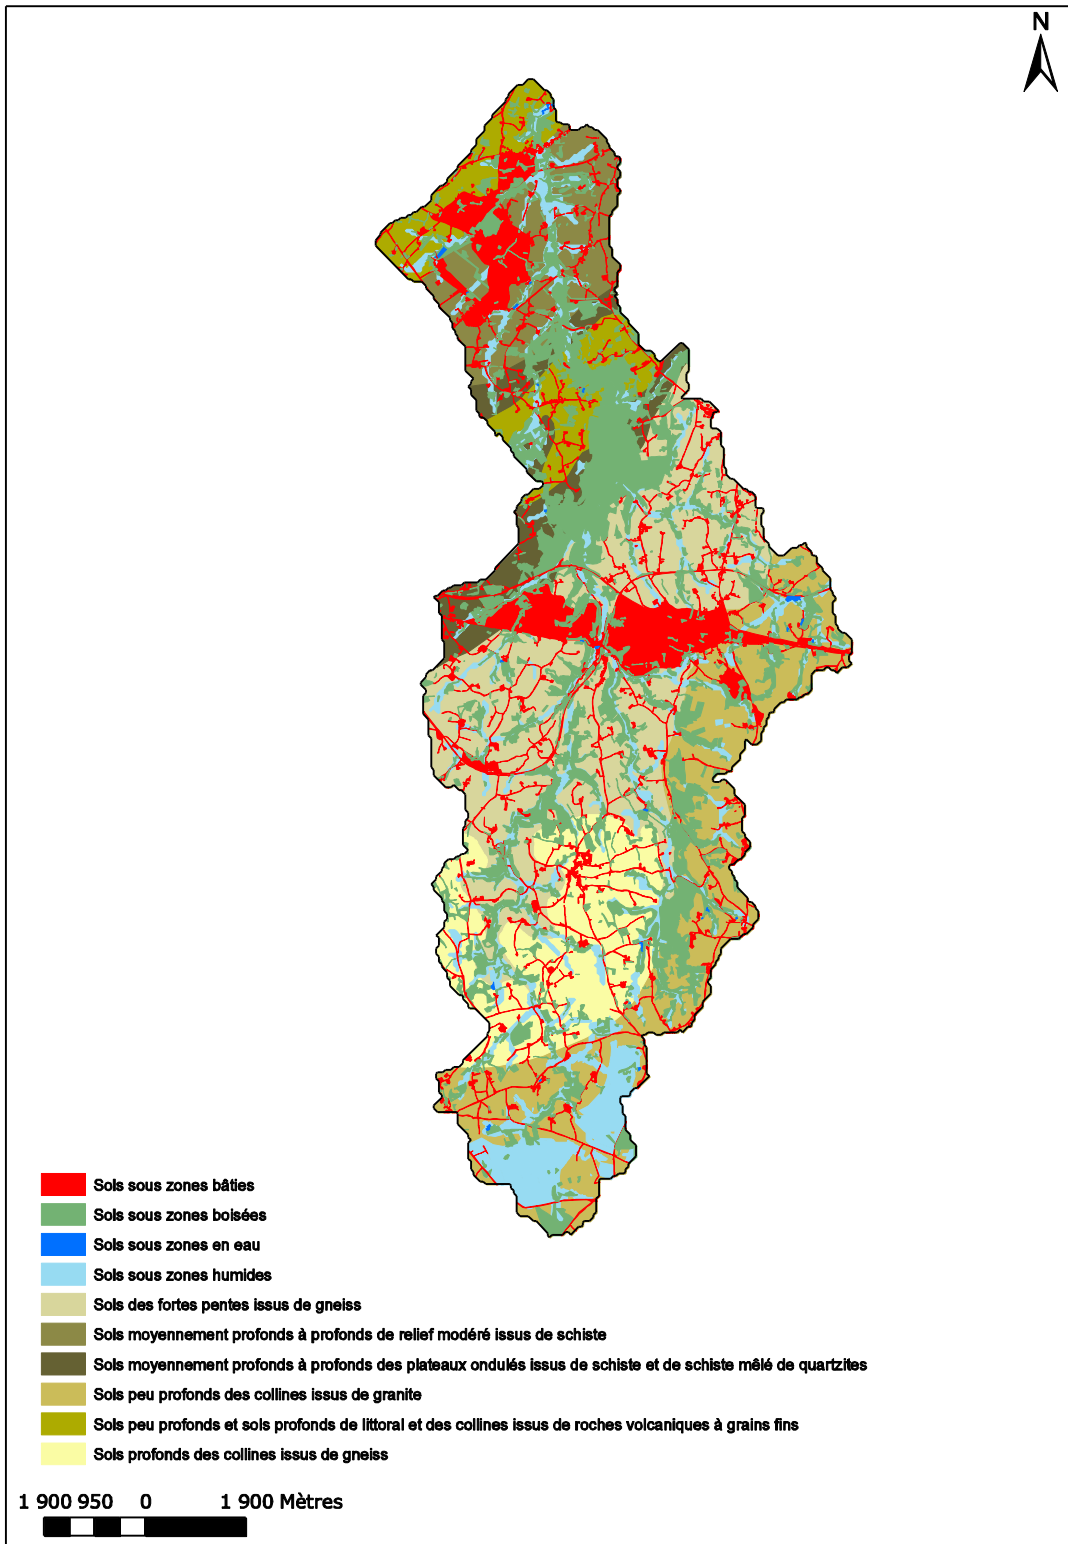 N
Sols sous zones bâties
Sols sous zones boisées
Sols sous zones en eau
Sols sous zones humides
Sols des fortes pentes issus de gneiss
Sols moyennement profonds à profonds de relief modéré issus de schiste
Sols moyennement profonds à profonds des plateaux ondulés issus de schiste et de schiste mêlé de quartzites
Sols peu profonds des collines issus de granite
Sols peu profonds et sols profonds de littoral et des collines issus de roches volcaniques à grains fins
Sols profonds des collines issus de gneiss
1 900 950 0 1 900 Mètres